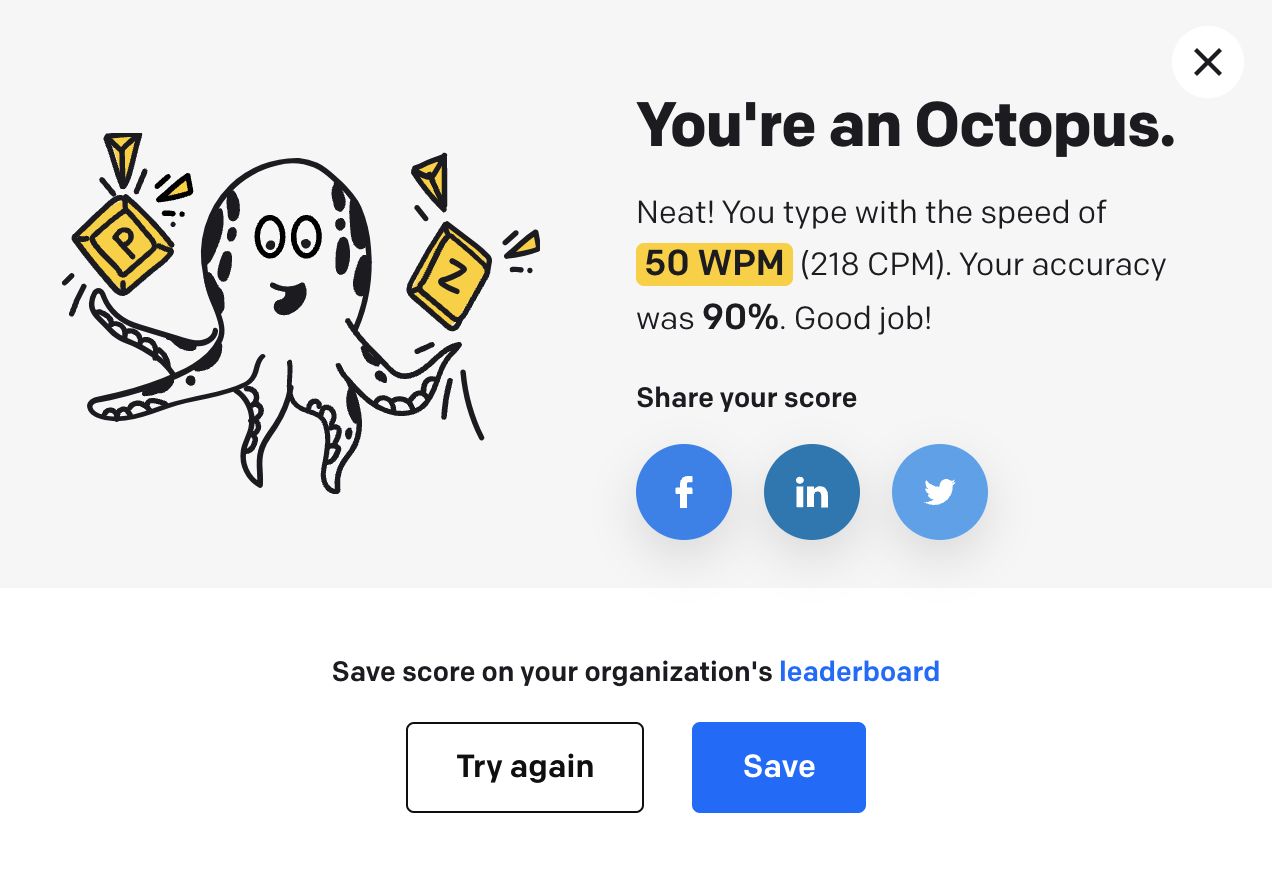 You're an Octopus.
P
Z
Neat! You type with the speed of
50 WPM (218 CPM). Your accuracy
was 90%. Good job!
Share your score
f
in
Save score on your organization's leaderboard
Try again
Save